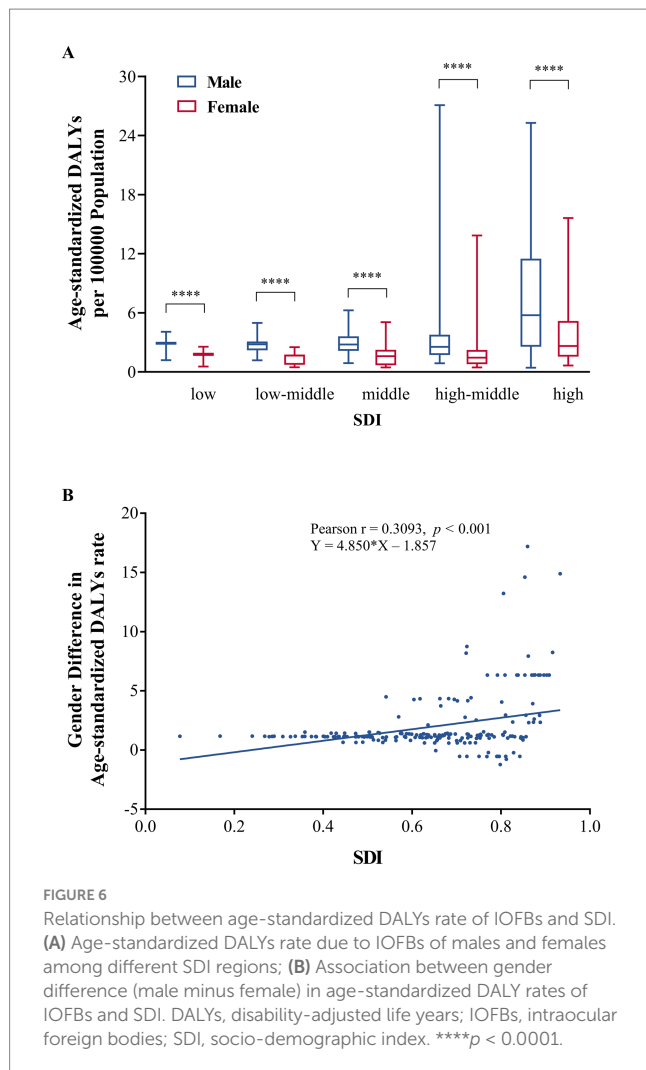 A
Male
Female
Age-standardized DALYs
per 100000 Population
30
24
18
12
6
0
****
****
****
****
****
low
low-middle
middle
high-middle
high
SDI
B
Pearson r = 0.3093, p < 0.001
Y = 4.850*X – 1.857
Gender Difference in
Age-standardized DALYs rate
20
15
10
5
0
-5
0.0
0.2
0.4
0.6
0.8
1.0
SDI
FIGURE 6
Relationship between age-standardized DALYs rate of IOFBs and SDI.
(A) Age-standardized DALYs rate due to IOFBs of males and females
among different SDI regions; (B) Association between gender
difference (male minus female) in age-standardized DALY rates of
IOFBs and SDI. DALYs, disability-adjusted life years; IOFBs, intraocular
foreign bodies; SDI, socio-demographic index. ****p < 0.0001.